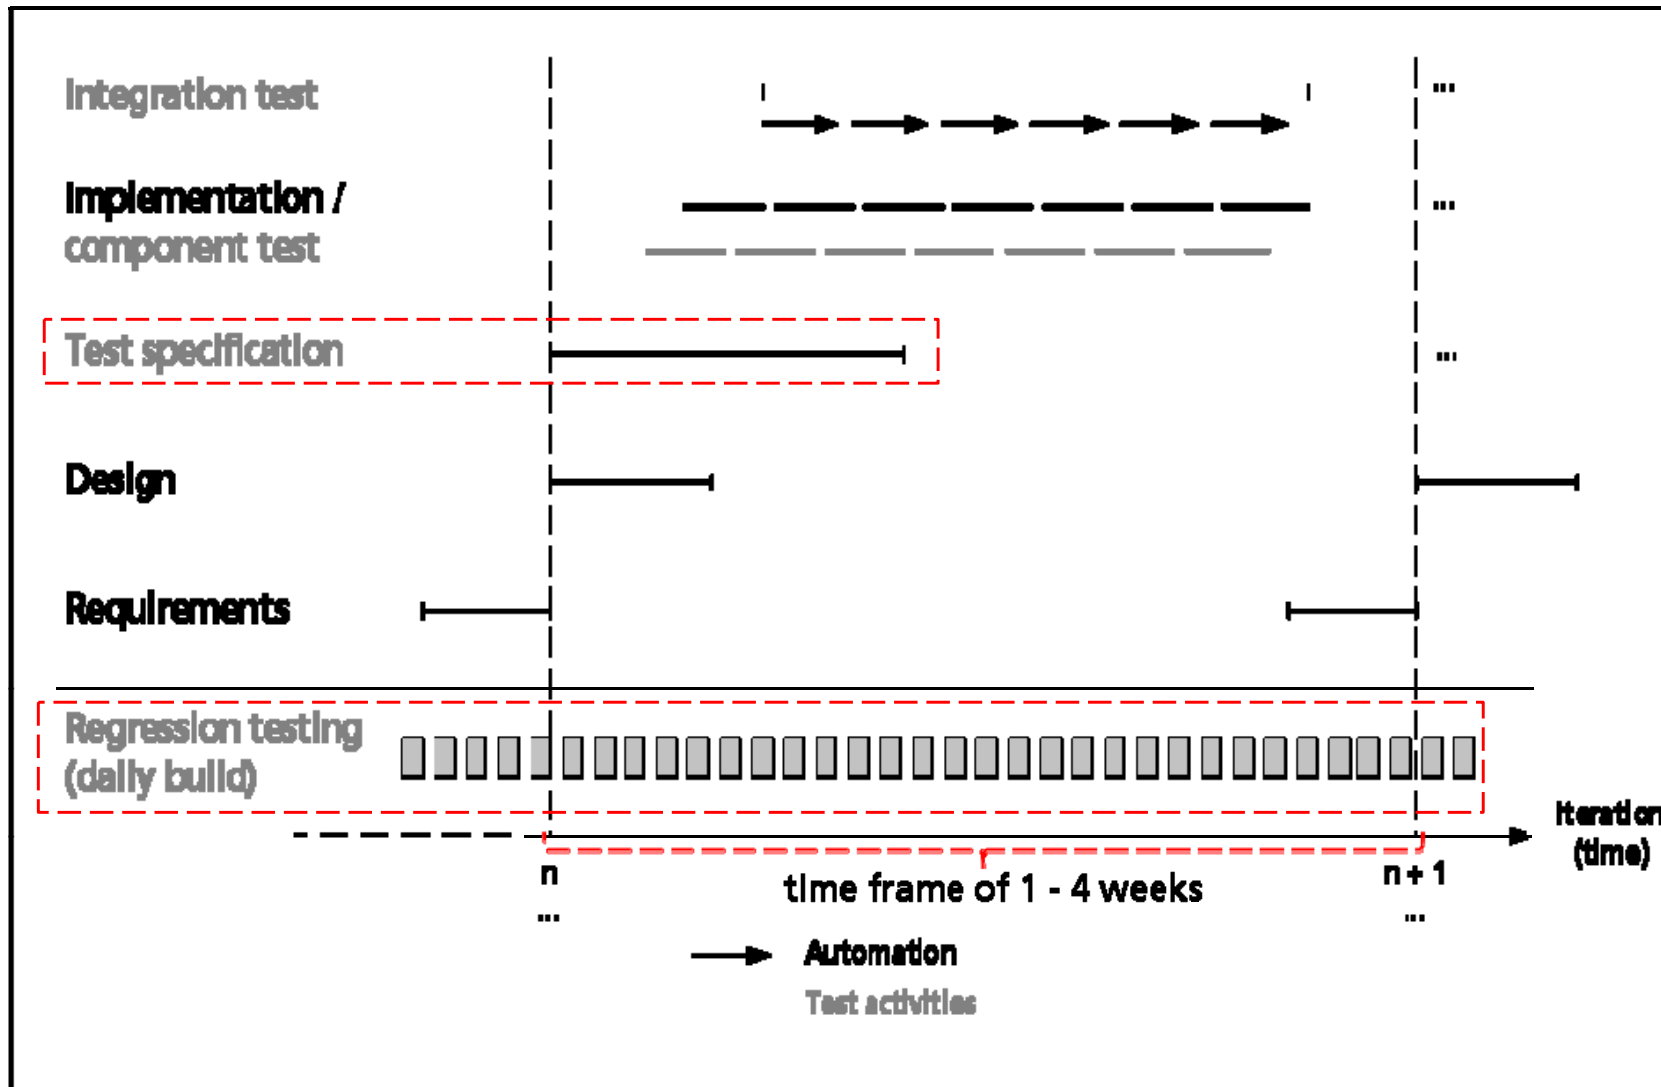 Integration test
...
Implementation /
component test
...
Test specification
...
Design
Requirements
Regression testing
(daily build)
Iteration
(time)
n
time frame of 1 - 4 weeks
n + 1
...
...
Automation
Test activities